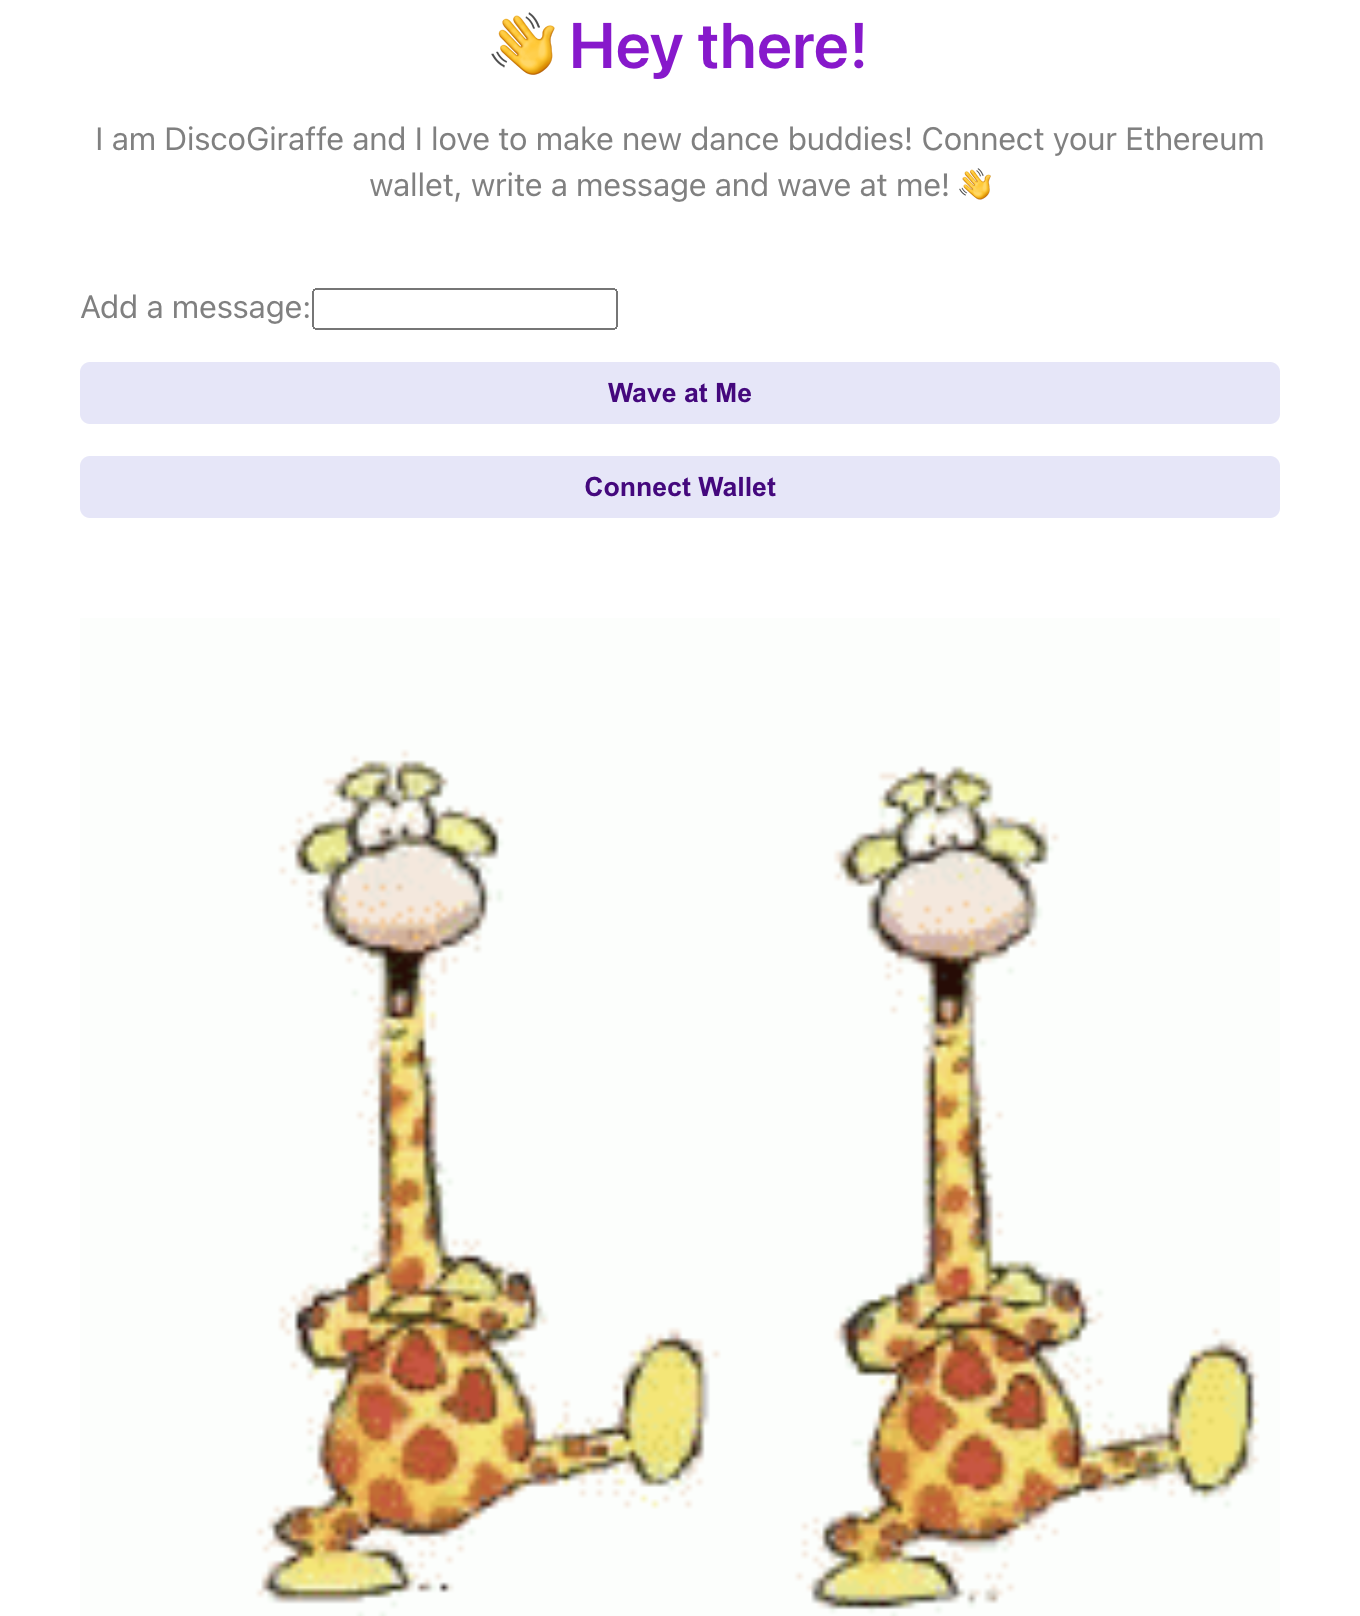 👋 Hey there!
I am DiscoGiraffe and I love to make new dance buddies! Connect your Ethereum
wallet, write a message and wave at me! 👋
Add a message:
Wave at Me
Connect Wallet